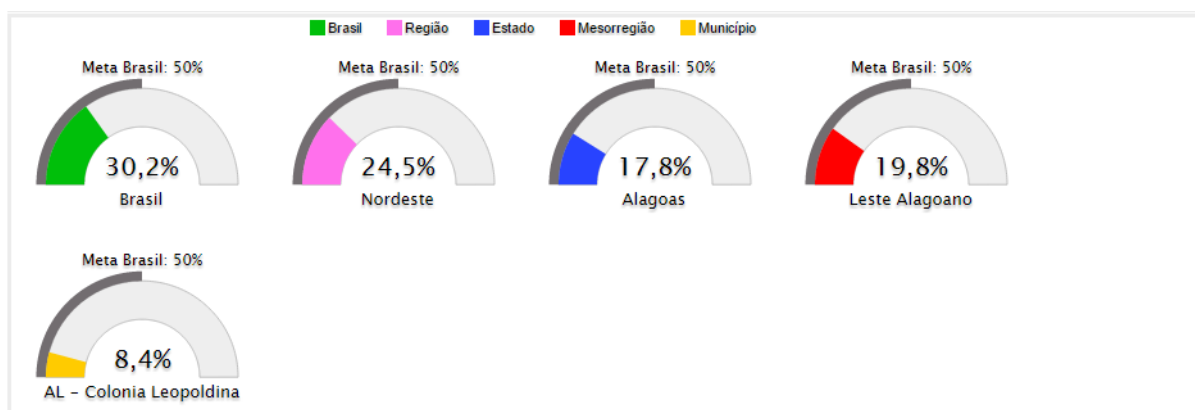 Brasil Região Estado Mesorregião Município
Meta Brasil: 50% Meta Brasil: 50% Meta Brasil: 50% Meta Brasil: 50%
30,2% 24,5% 17,8% 19,8%
Brasil Nordeste Alagoas Leste Alagoano
Meta Brasil: 50%
8,4%
AL - Colonia Leopoldina